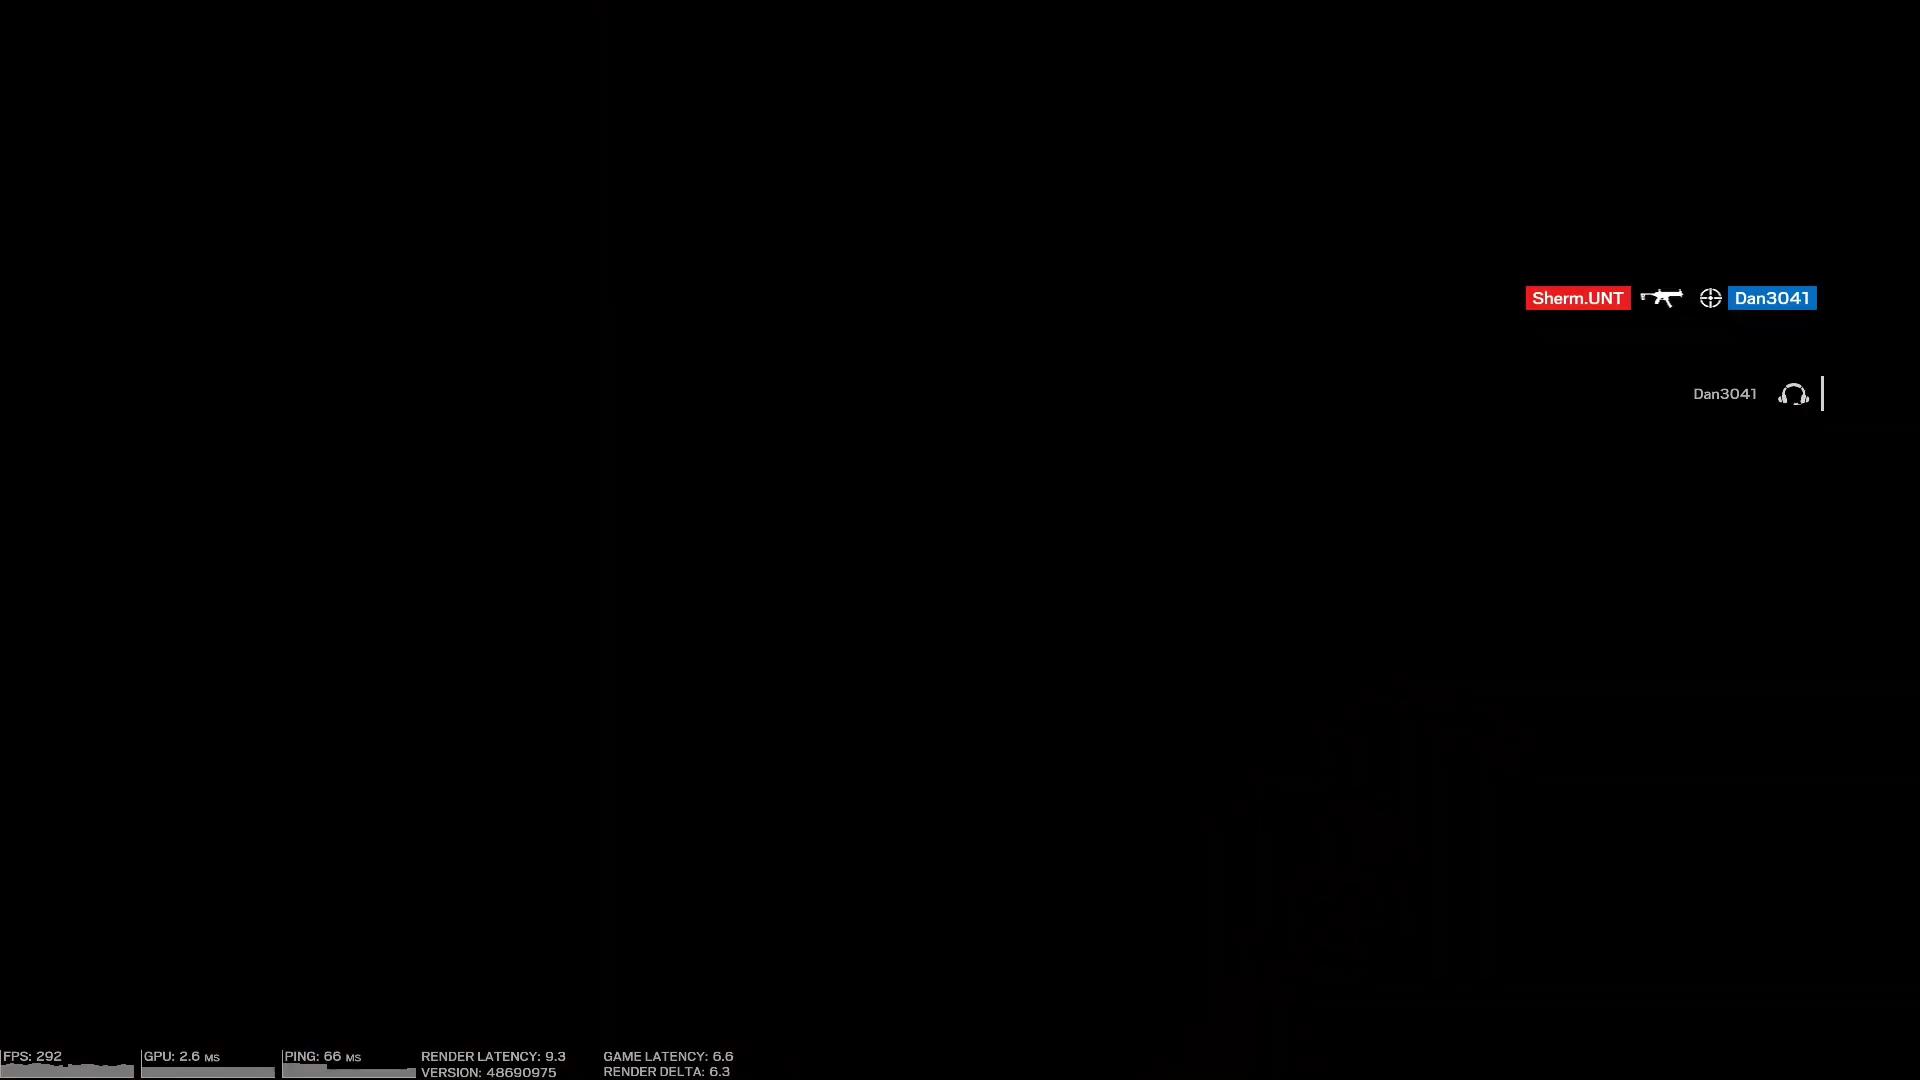 Sherm.UNT Dan3041
Dan3041
FPS: 292 GPU: 2.6 MS PING: 66 MS RENDER LATENCY: 9.3 GAME LATENCY: 6.6
VERSION: 48690975 RENDER DELTA: 6.3